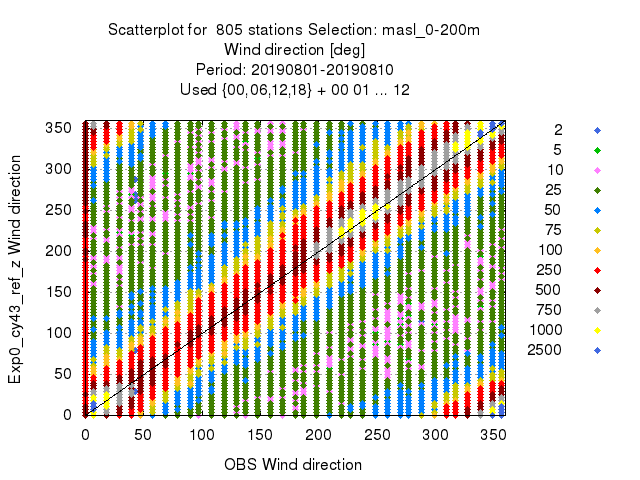 Scatterplot for 805 stations Selection: masl_0-200m
Wind direction [deg]
Period: 20190801-20190810
Used {00,06,12,18} + 00 01 ... 12
Exp0_cy43_ref_z Wind direction
350
300
250
200
150
100
50
0
0 50 100 150 200 250 300 350
OBS Wind direction
2
5
10
25
50
75
100
250
500
750
1000
2500